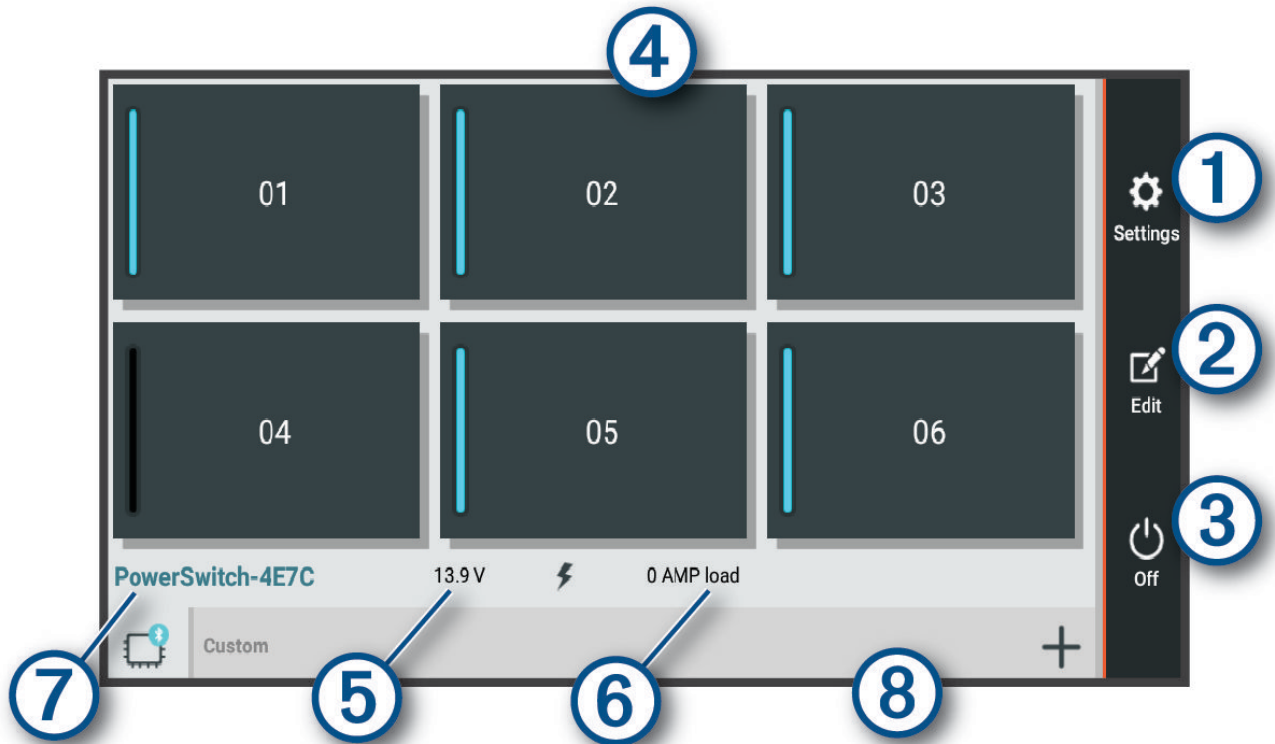 4
01 02 03
1
Settings
2
Edit
04 05 06
3
Off
PowerSwitch-4E7C 13.9 V 0 AMP load
Custom
7 5 6 8